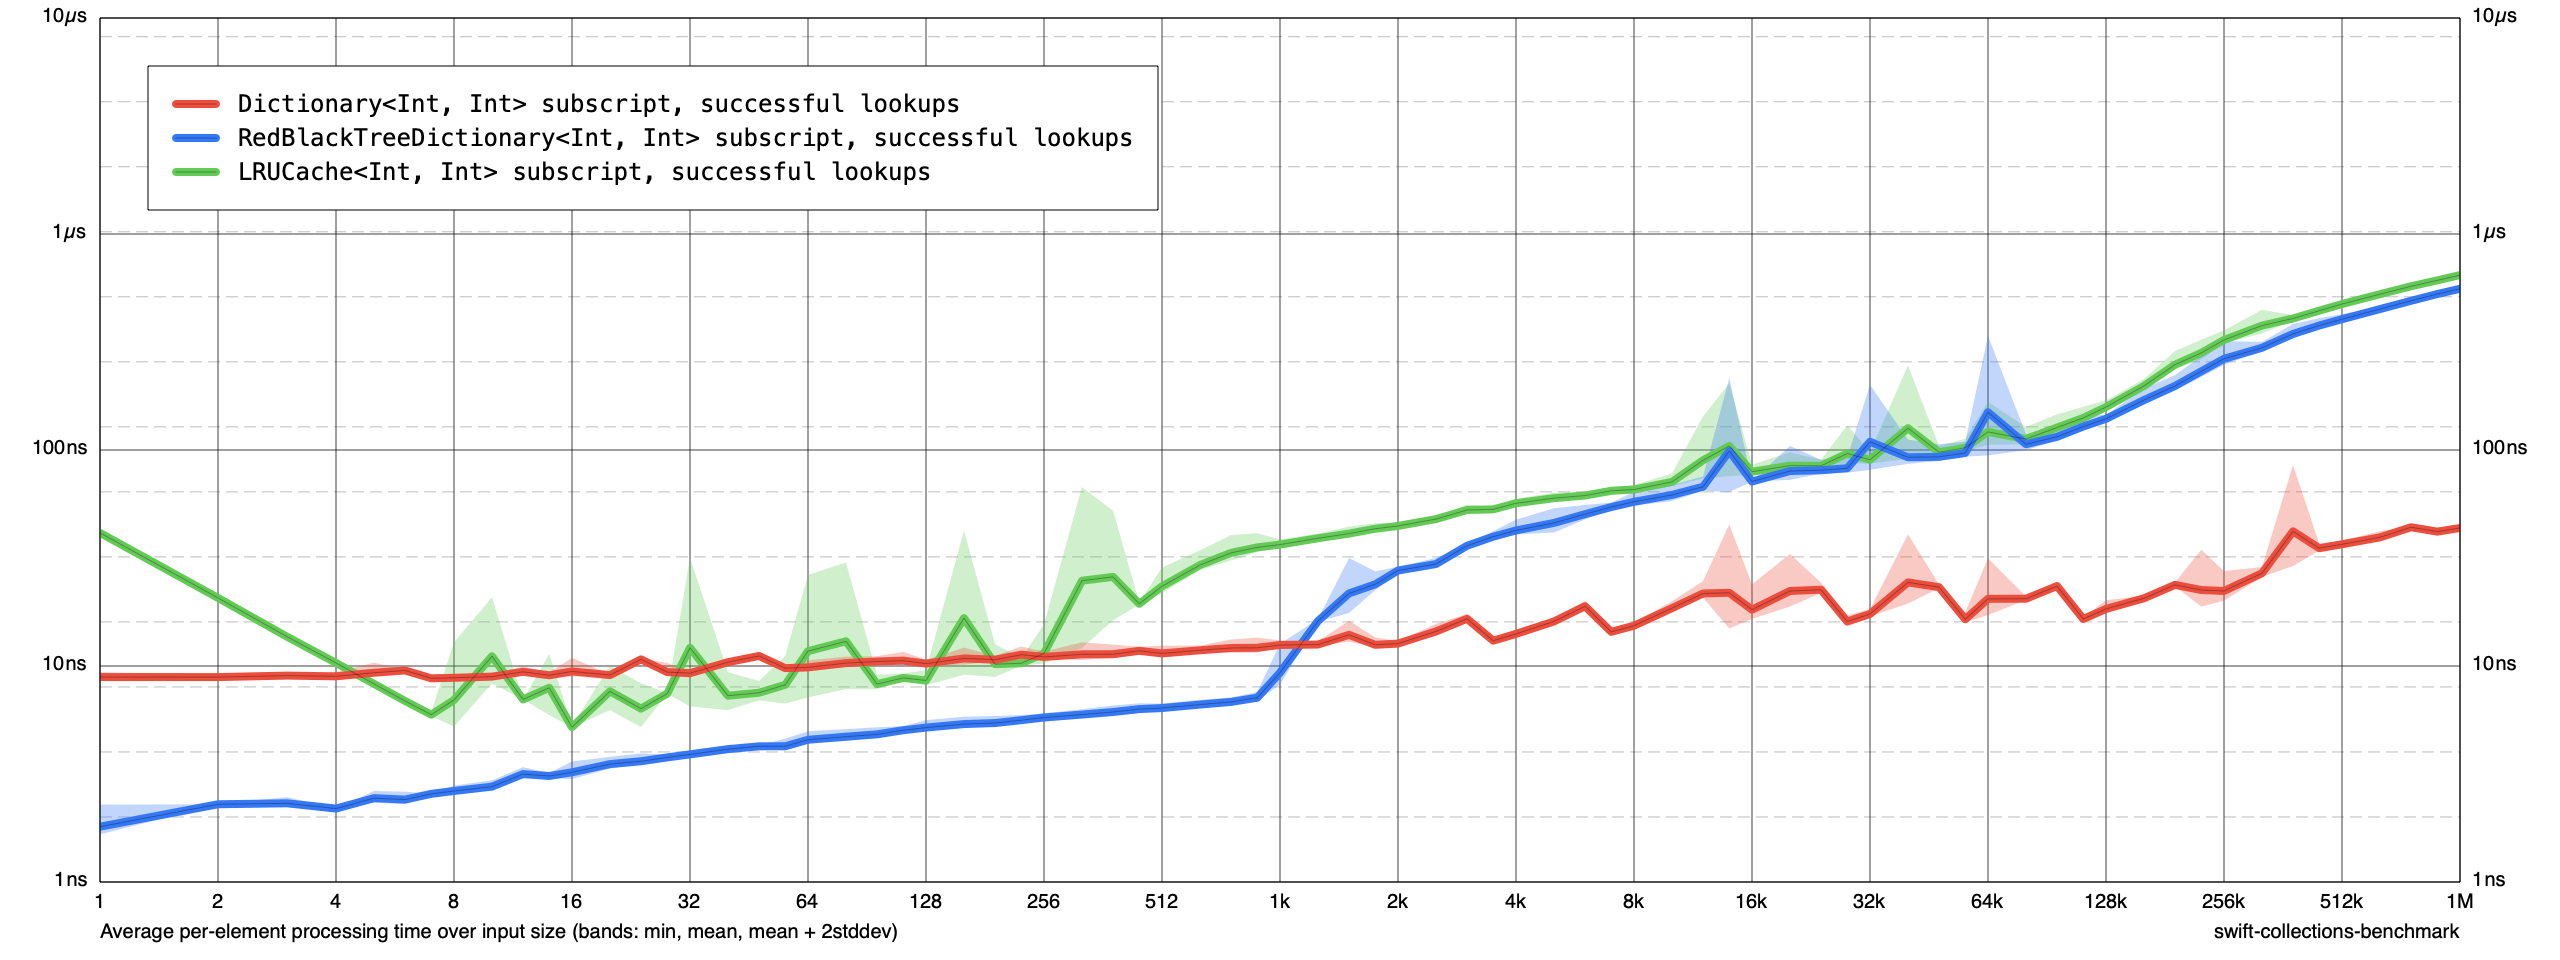 10µs
10µs
Dictionary<Int, Int> subscript, successful lookups
RedBlackTreeDictionary<Int, Int> subscript, successful lookups
LRUCache<Int, Int> subscript, successful lookups
1µs
1µs
100ns
100ns
10ns
10ns
1ns
1ns
1 2 4 8 16 32 64 128 256 512 1k 2k 4k 8k 16k 32k 64k 128k 256k 512k 1M
Average per-element processing time over input size (bands: min, mean, mean + 2stddev)
swift-collections-benchmark